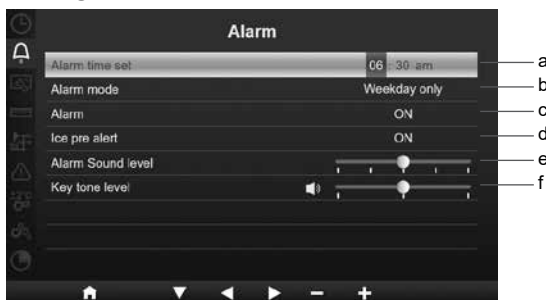 Alarm
Alarm time set 06 : 30 am a
Alarm mode Weekday only b
Alarm ON c
Ice pre alert ON d
Alarm Sound level e
Key tone level f